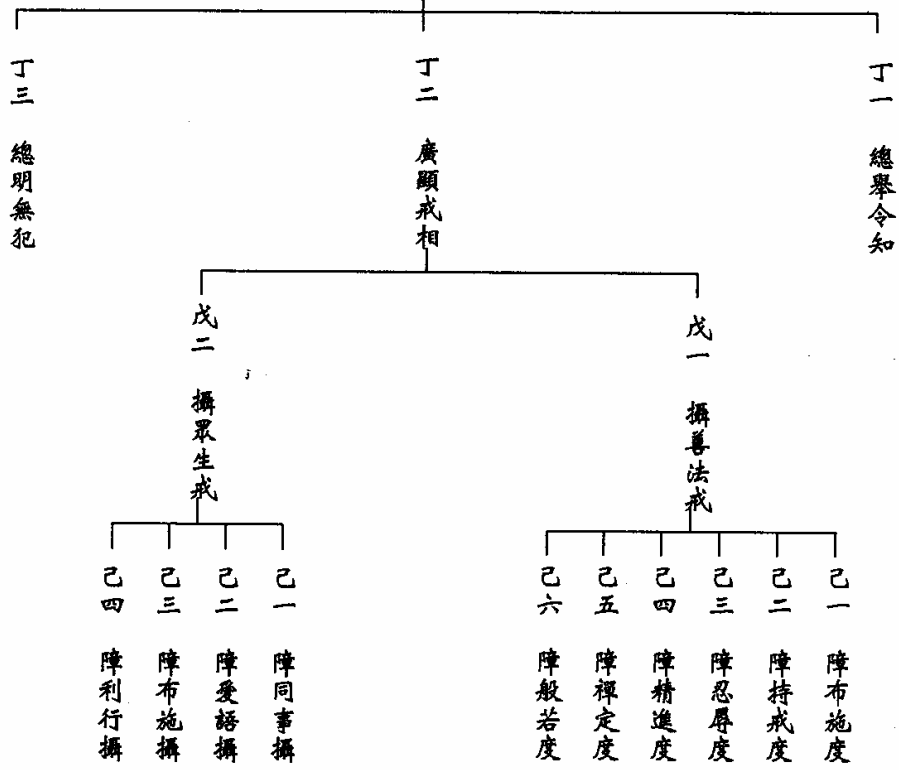 丁一 總舉令知
丁二 廣顯戒相
丁三 總明無犯
戊一 攝善法戒
戊二 攝眾生戒
己一 障布施度
己二 障持戒度
己三 障忍辱度
己四 障精進度
己五 障禪定度
己六 障般若度
己一 障同事攝
己二 障愛語攝
己三 障布施攝
己四 障利行攝